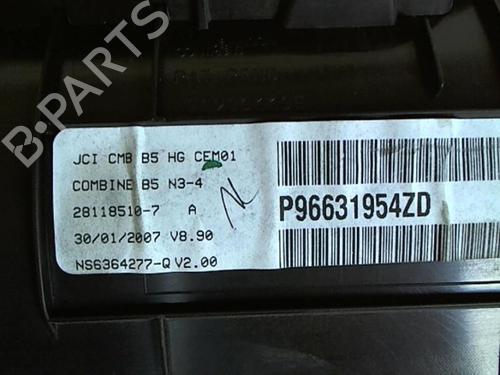 JCI CMB B5 HG CEM01
COMBINE B5 N3-4
28118510-7 A
30/01/2007 V8.90
NS6364277-Q V2.00
P96631954ZD
B-PARTS